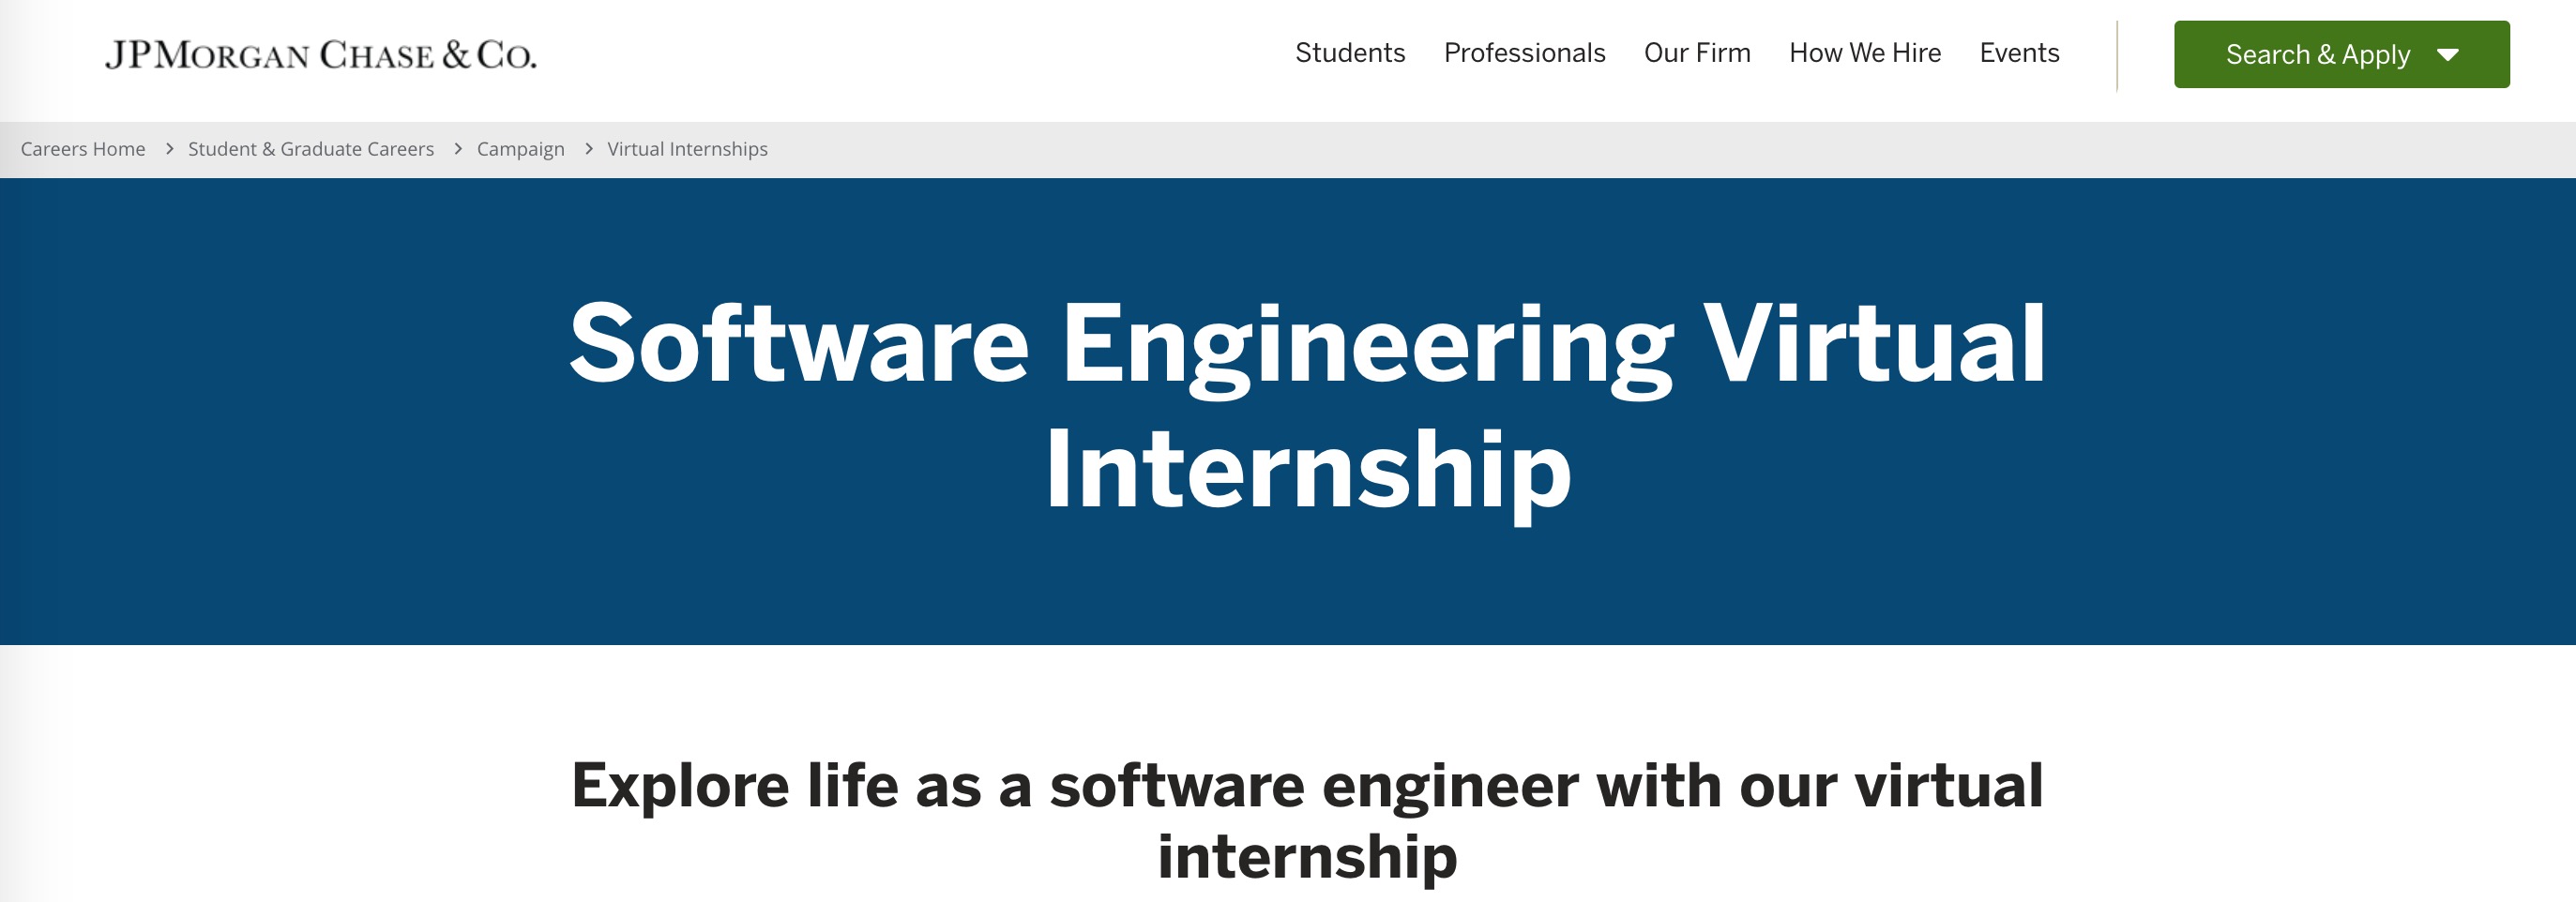 JPMORGAN CHASE & CO.
Students Professionals Our Firm How We Hire Events Search & Apply
Careers Home > Student & Graduate Careers > Campaign > Virtual Internships
Software Engineering Virtual
Internship
Explore life as a software engineer with our virtual
internship